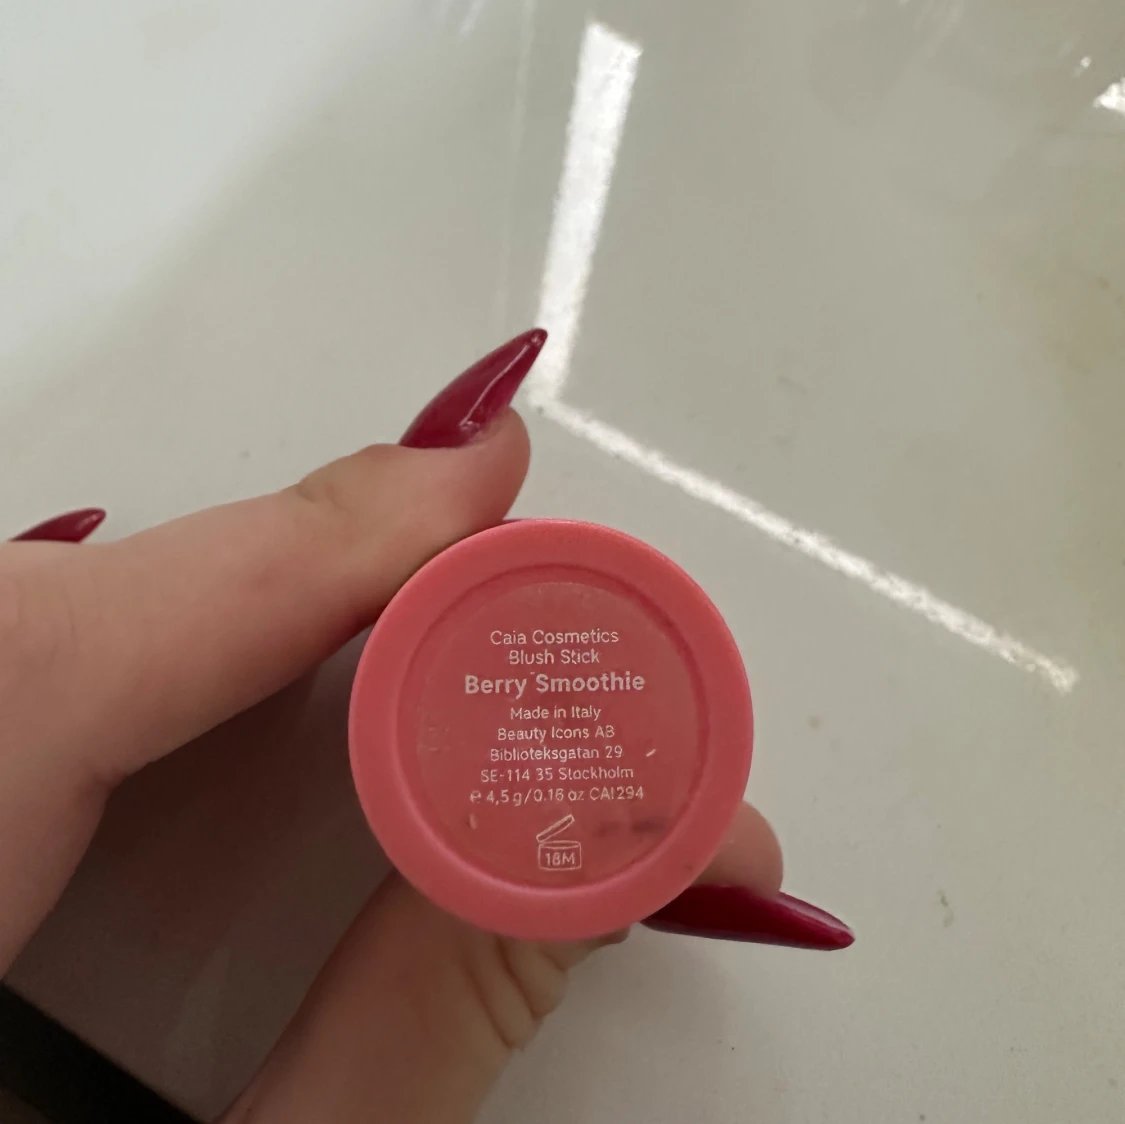 Caia Cosmetics
Blush Stick
Berry Smoothie
Made in Italy
Beauty Icons AB
Biblioteksgatan 29
SE-114 35 Stockholm
℮ 4,5 g/0.16 oz CAI294
18M